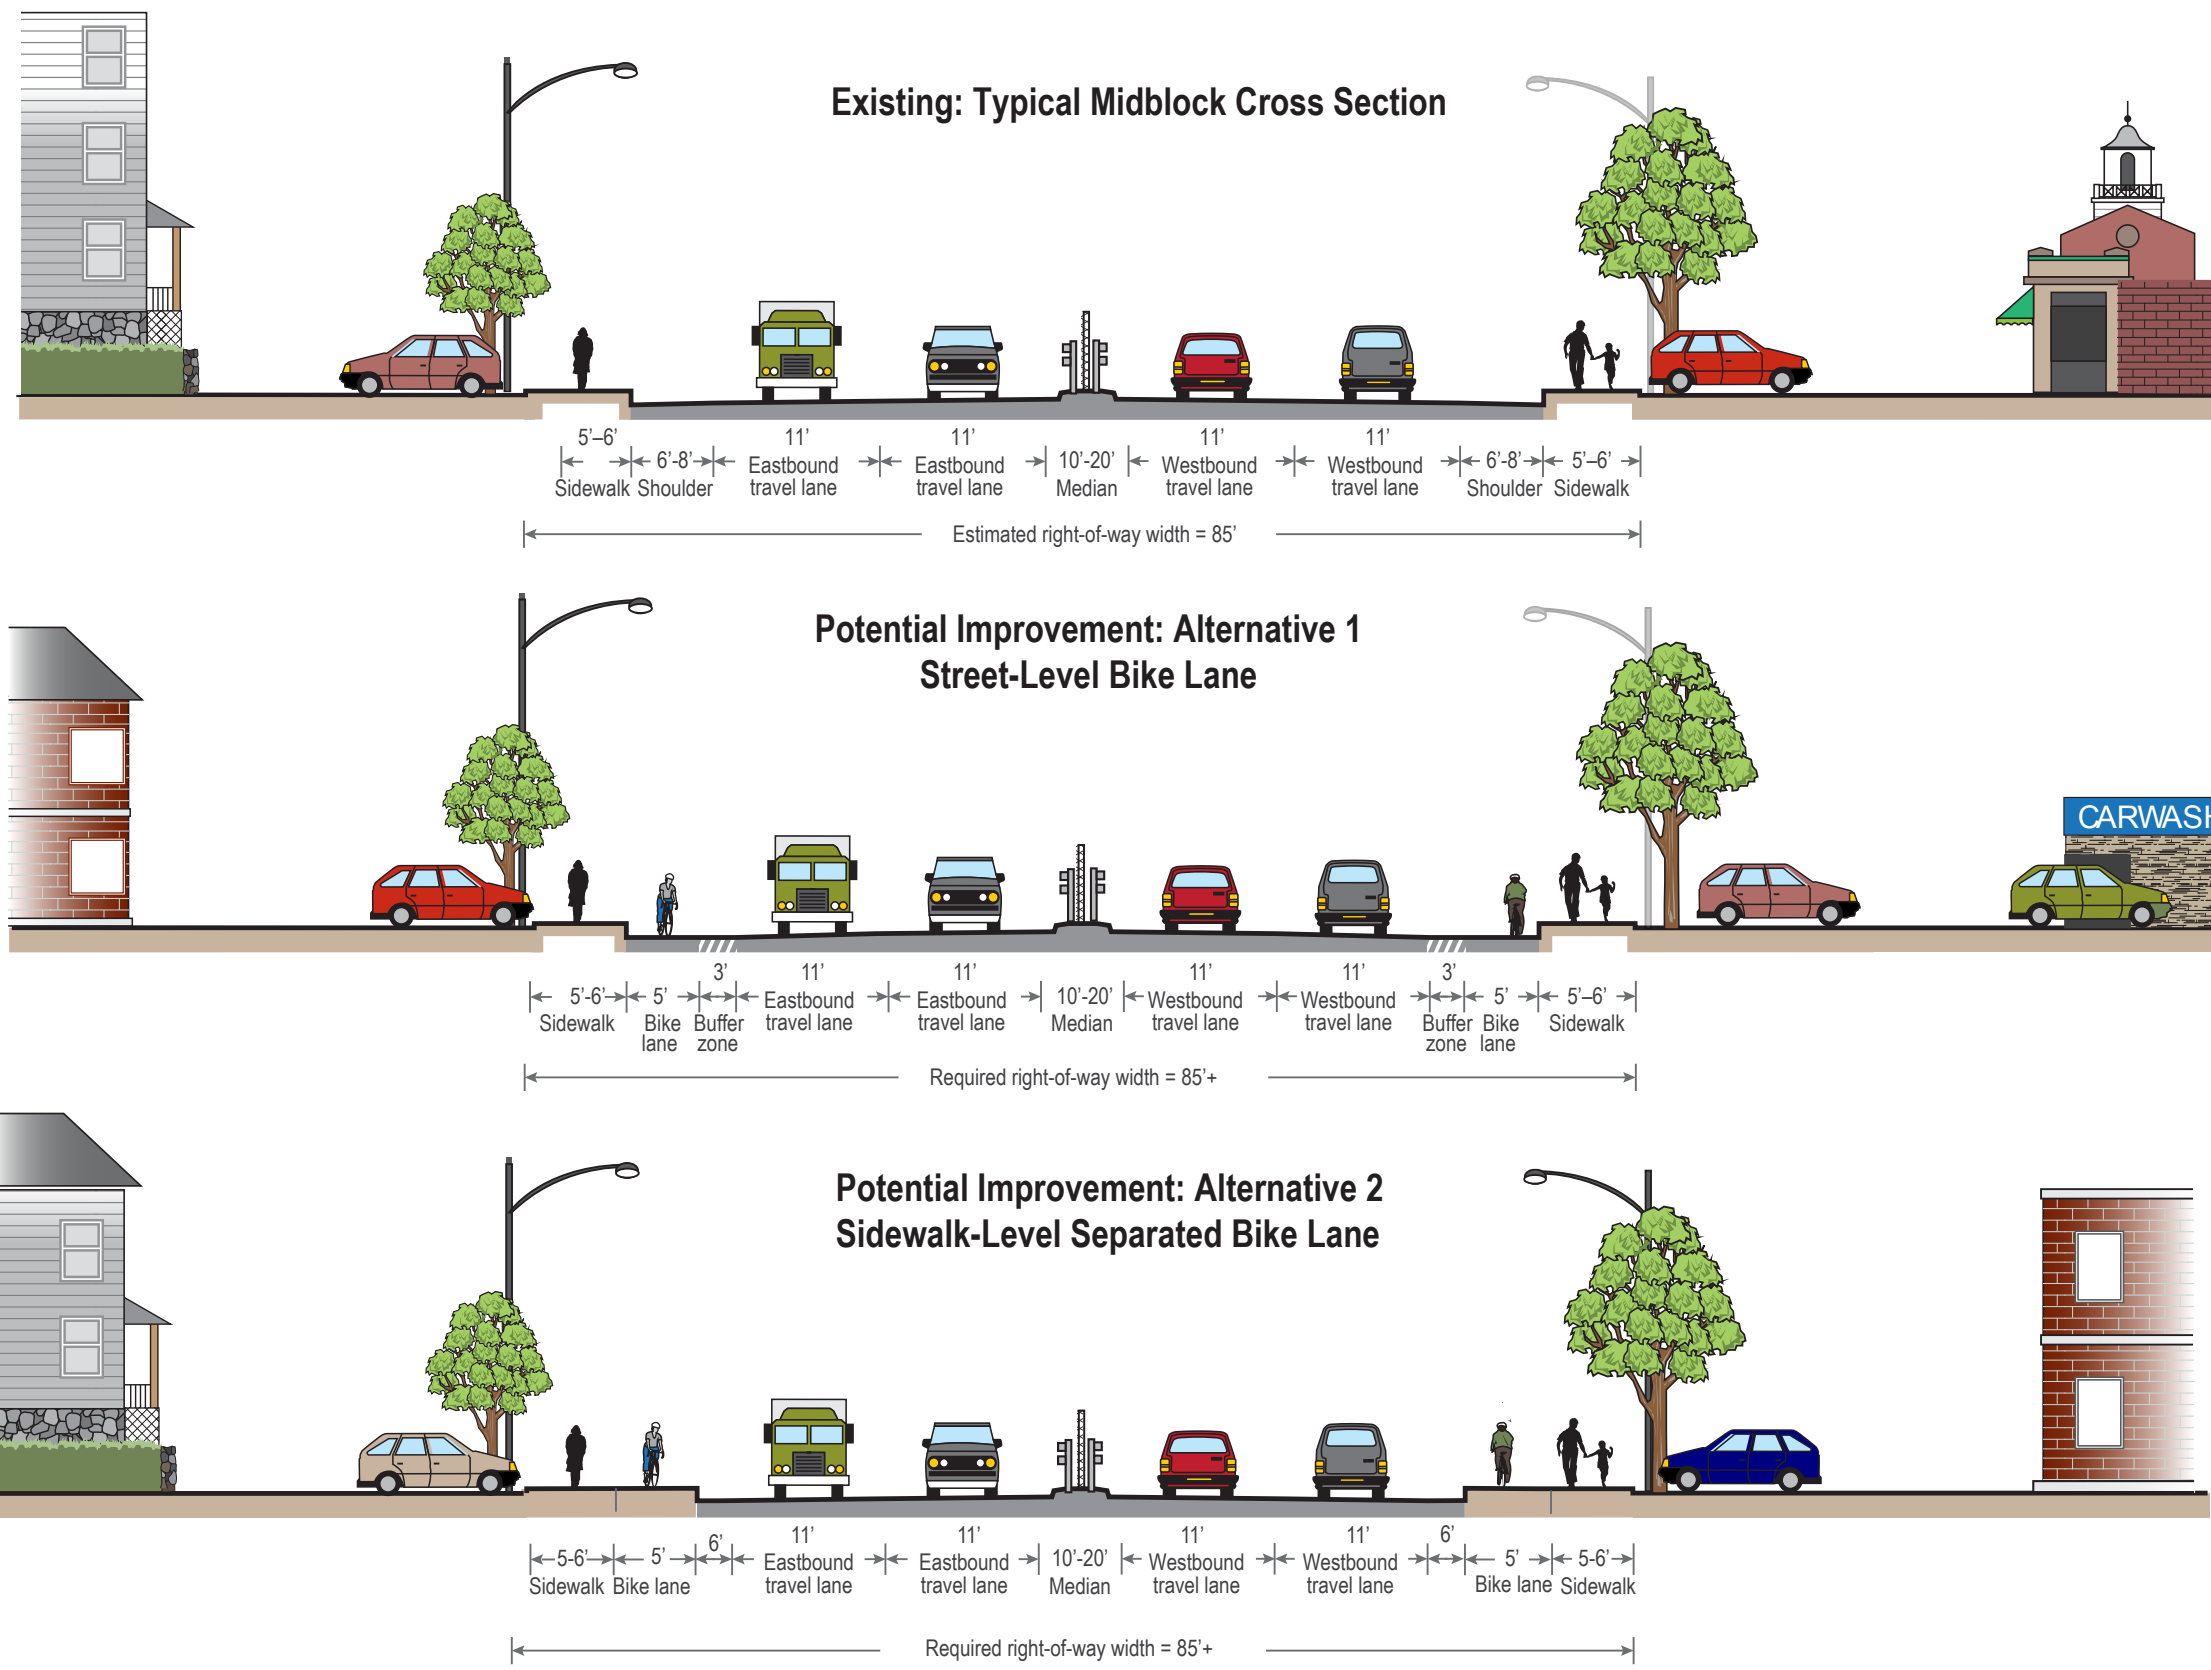 Existing: Typical Midblock Cross Section
5’–6’ 11’ 11’ 11’ 11’
6’-8’ Eastbound Eastbound 10’-20’ Westbound Westbound 6’-8’ 5’–6’
Sidewalk Shoulder travel lane travel lane Median travel lane travel lane Shoulder Sidewalk
Estimated right-of-way width = 85’
Potential Improvement: Alternative 1
Street-Level Bike Lane
CARWASH
3’ 11’ 11’ 11’ 11’ 3’
5’-6’ 5’ Eastbound Eastbound 10’-20’ Westbound Westbound 5’ 5’–6’
Sidewalk Bike Buffer travel lane travel lane Median travel lane travel lane Buffer Bike Sidewalk
lane zone zone lane
Required right-of-way width = 85’+
Potential Improvement: Alternative 2
Sidewalk-Level Separated Bike Lane
6’ 11’ 11’ 11’ 11’ 6’
5-6’ 5’ Eastbound Eastbound 10’-20’ Westbound Westbound 5’ 5-6’
Sidewalk Bike lane travel lane travel lane Median travel lane travel lane Bike lane Sidewalk
Required right-of-way width = 85’+